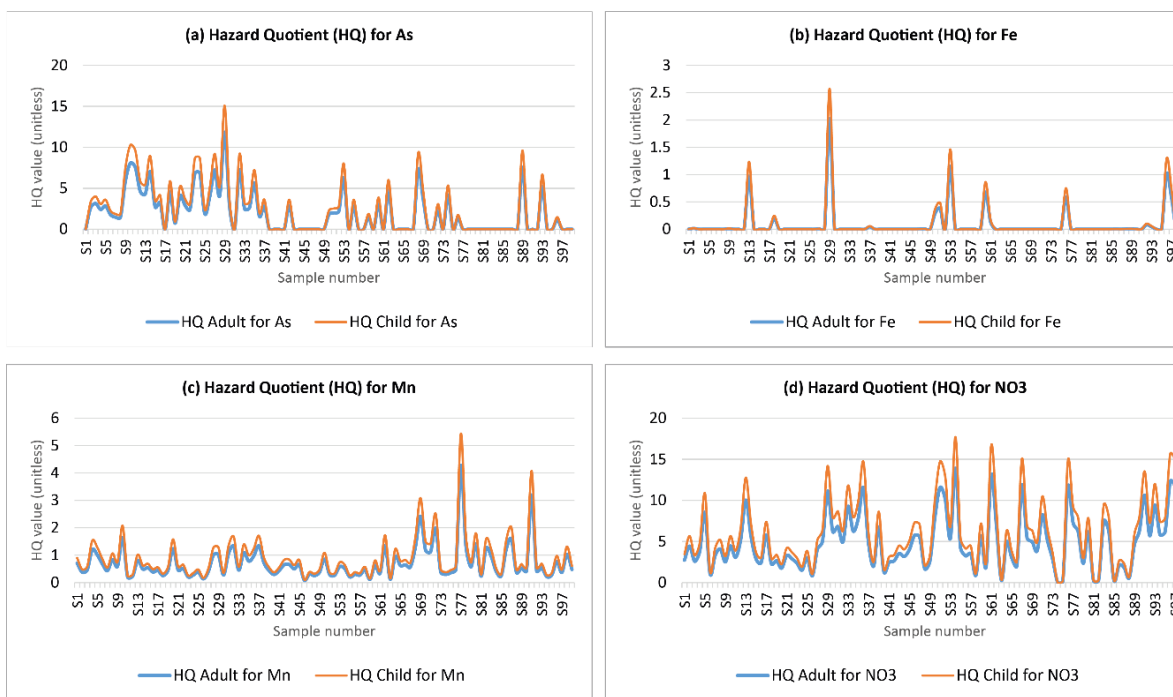 (a) Hazard Quotient (HQ) for As
HQ value (unitless)
20
15
10
5
0
S1 S5 S9 S13 S17 S21 S25 S29 S33 S37 S41 S45 S49 S53 S57 S61 S65 S69 S73 S77 S81 S85 S89 S93 S97
Sample number
HQ Adult for As HQ Child for As
(b) Hazard Quotient (HQ) for Fe
HQ value (unitless)
3
2.5
2
1.5
1
0.5
0
S1 S5 S9 S13 S17 S21 S25 S29 S33 S37 S41 S45 S49 S53 S57 S61 S65 S69 S73 S77 S81 S85 S89 S93 S97
Sample number
HQ Adult for Fe HQ Child for Fe
(c) Hazard Quotient (HQ) for Mn
HQ value (unitless)
6
5
4
3
2
1
0
S1 S5 S9 S13 S17 S21 S25 S29 S33 S37 S41 S45 S49 S53 S57 S61 S65 S69 S73 S77 S81 S85 S89 S93 S97
Sample number
HQ Adult for Mn HQ Child for Mn
(d) Hazard Quotient (HQ) for NO3
HQ value (unitless)
20
15
10
5
0
S1 S5 S9 S13 S17 S21 S25 S29 S33 S37 S41 S45 S49 S53 S57 S61 S65 S69 S73 S77 S81 S85 S89 S93 S97
Sample number
HQ Adult for NO3 HQ Child for NO3